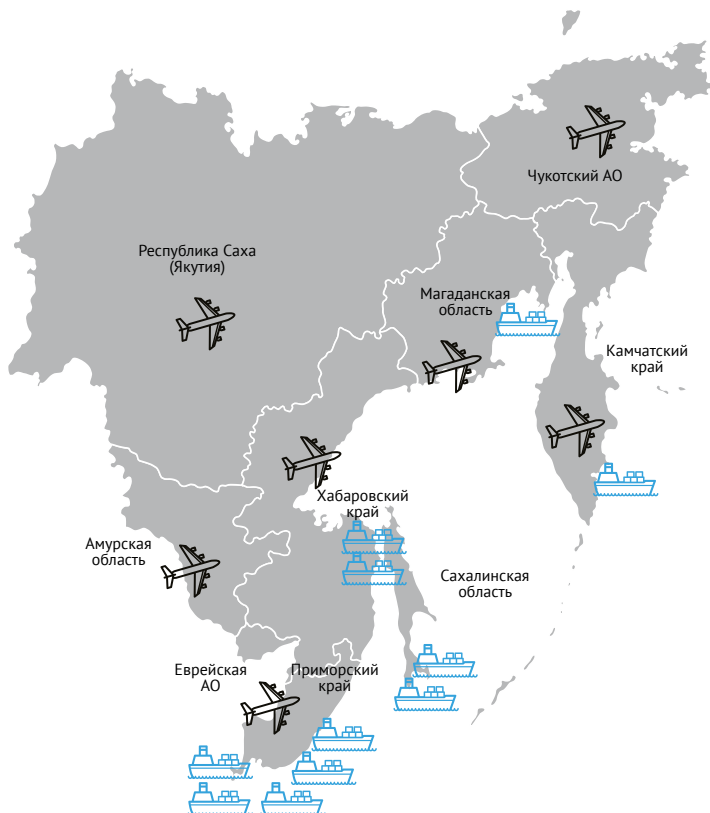 Чукотский АО
Республика Саха
(Якутия)
Магаданская
область
Камчатский
край
Хабаровский
край
Амурская
область
Сахалинская
область
Еврейская
АО
Приморский
край